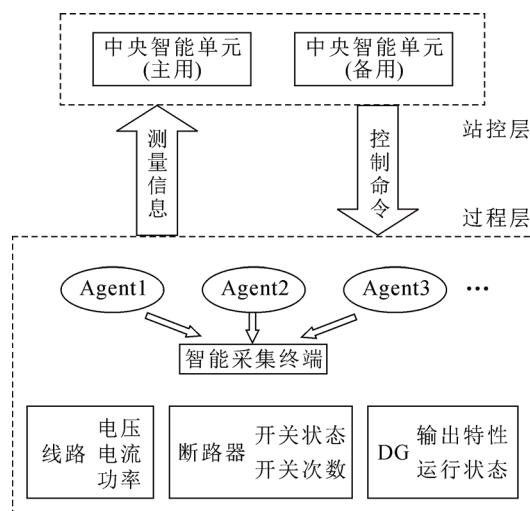 中央智能单元
(主用)
中央智能单元
(备用)
站控层
测量信息
控制命令
过程层
Agent1
Agent2
Agent3
…
智能采集终端
线路
电压
电流
功率
断路器
开关状态
开关次数
DG
输出特性
运行状态